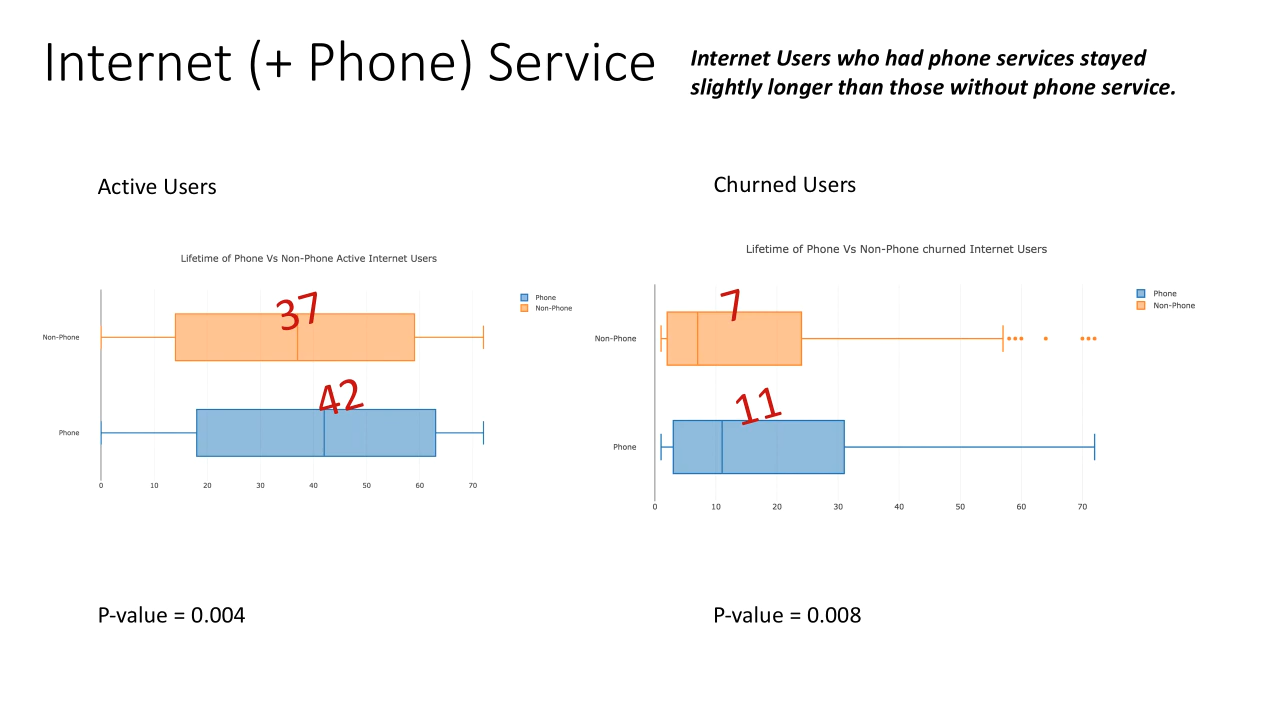 Internet (+ Phone) Service
Internet Users who had phone services stayed
slightly longer than those without phone service.
Active Users
Lifetime of Phone Vs Non-Phone Active Internet Users
Phone
Non-Phone
Non-Phone
37
Phone
42
0 10 20 30 40 50 60 70
P-value = 0.004
Churned Users
Lifetime of Phone Vs Non-Phone churned Internet Users
Phone
Non-Phone
Non-Phone
7
Phone
11
0 10 20 30 40 50 60 70
P-value = 0.008